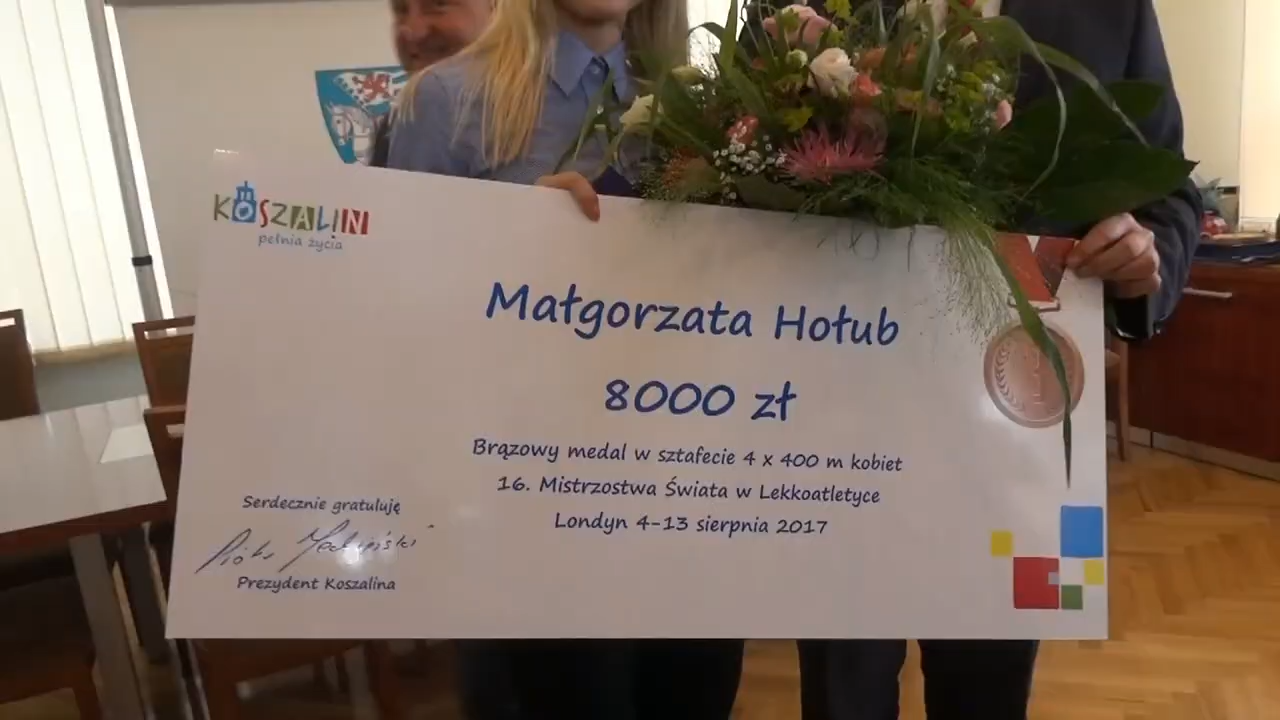 KOSZALIN
pełnia życia
Małgorzata Hołub
8000 zł
Brązowy medal w sztafecie 4 x 400 m kobiet
16. Mistrzostwa Świata w Lekkoatletyce
Londyn 4-13 sierpnia 2017
Serdecznie gratuluję
Piotr
Prezydent Koszalina